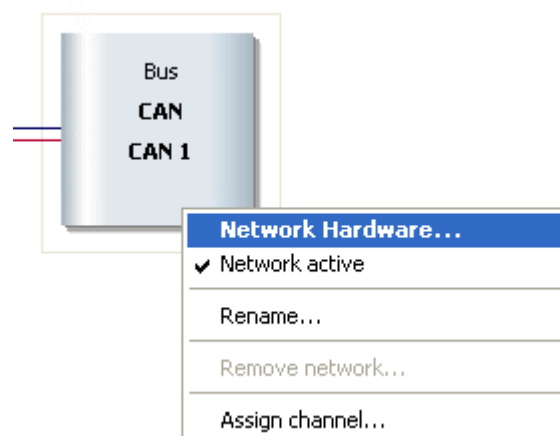 Bus
CAN
CAN 1
Network Hardware...
Network active
Rename...
Remove network...
Assign channel...